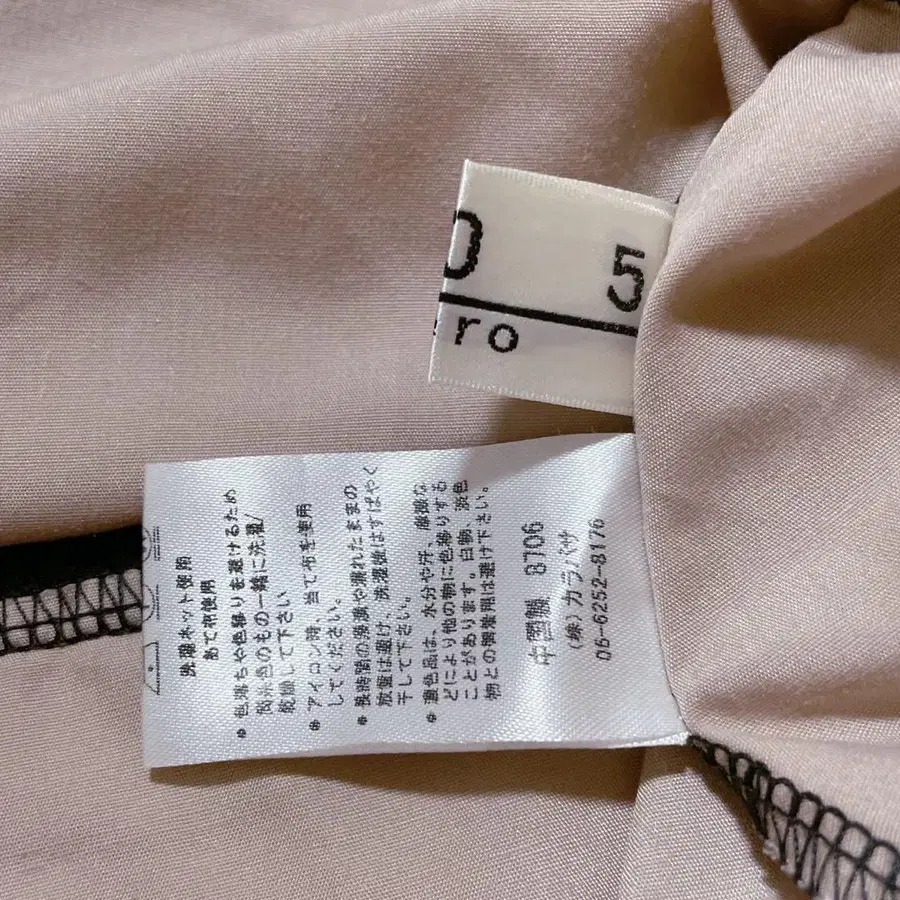 5
ro
洗濯ネット使用
あて布使用
● 色落ちや色移りを避けるため
同系色のもの一緒に洗濯/
乾燥して下さい
● アイロン時、当て布を使用
してください。
● 長時間の浸漬や濡れたままの
放置は避け、洗濯後はすばやく
干して下さい。
● 濃色品は、水分や汗、摩擦な
どにより他の物に色移りする
ことがあります。白物、淡色
物との併用は避け下さい。
中国製 8706
(株)カラバサ
06-6252-8176